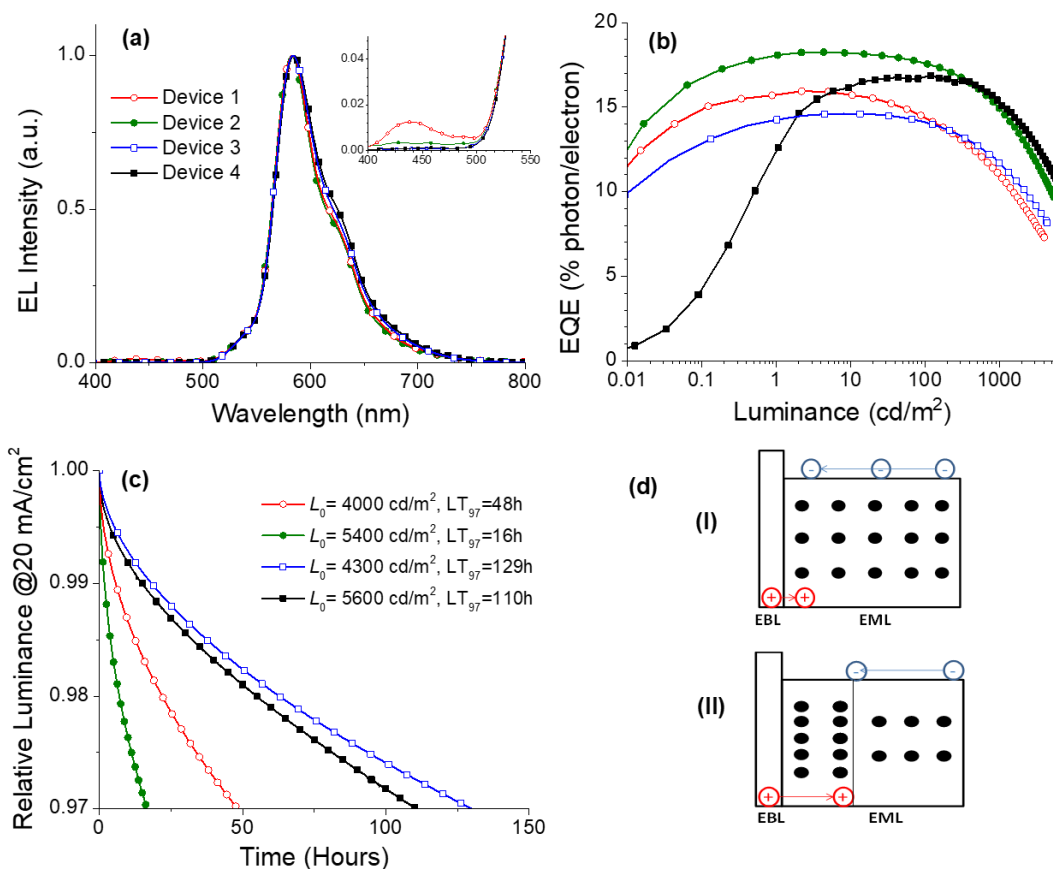 (a)
EL Intensity (a.u.)
1.0
0.5
0.0
Device 1
Device 2
Device 3
Device 4
0.04
0.02
0.00
400 450 500 550
400 500 600 700 800
Wavelength (nm)
(b)
EQE (% photon/electron)
20
15
10
5
0
0.01 0.1 1 10 100 1000
Luminance (cd/m²)
(c)
Relative Luminance @20 mA/cm²
1.00
0.99
0.98
0.97
L₀= 4000 cd/m², LT₉₇=48h
L₀= 5400 cd/m², LT₉₇=16h
L₀= 4300 cd/m², LT₉₇=129h
L₀= 5600 cd/m², LT₉₇=110h
0 50 100 150
Time (Hours)
(d)
(I)
- - -
+ +
EBL EML
(II)
- -
+ +
EBL EML